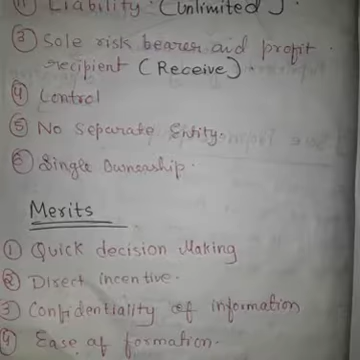 ⑪ Liability. (Unlimited).
③ Sole risk bearer and profit.
recipient (Receive).
④ Control
⑤ No Separate Entity.
⑥ Single Ownership.
Merits
① Quick decision Making
② Direct incentive.
③ Confidentiality of information
④ Ease of formation.